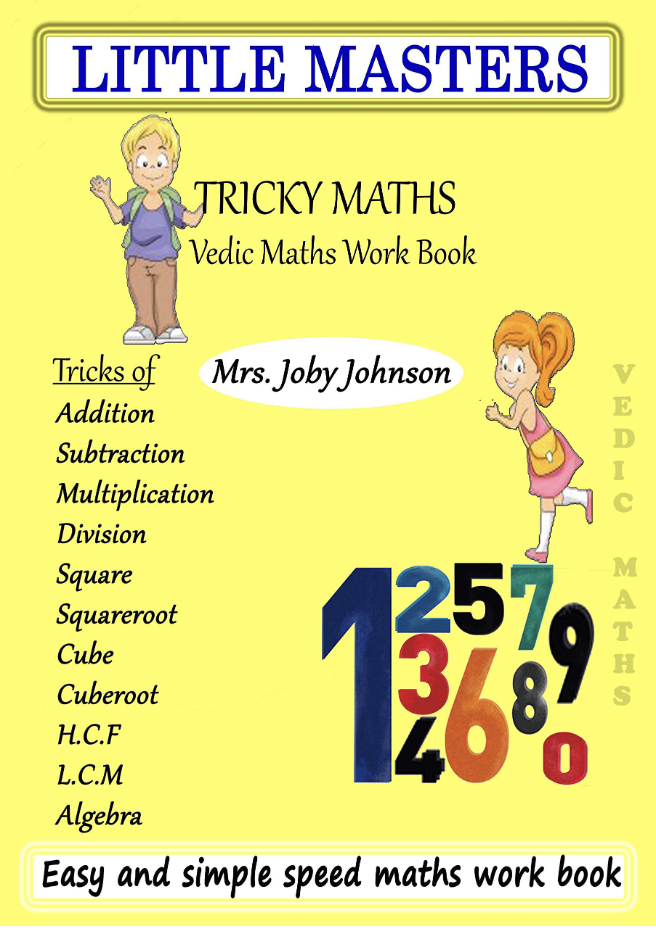 LITTLE MASTERS
TRICKY MATHS
Vedic Maths Work Book
Tricks of
Mrs. Joby Johnson
Addition
Subtraction
Multiplication
Division
Square
Squareroot
Cube
Cuberoot
H.C.F
L.C.M
Algebra
VEDIC MATHS
1 2 5 7 9
3 6 8
4 0
Easy and simple speed maths work book